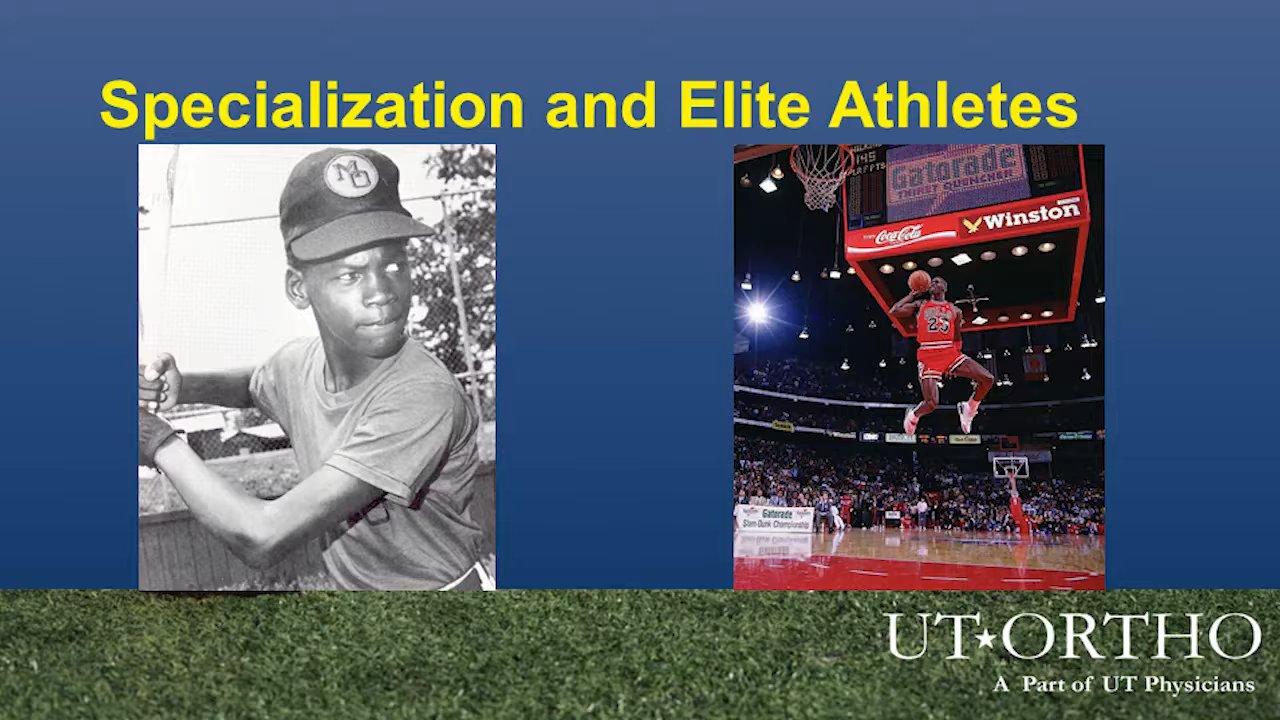 Specialization and Elite Athletes
MO
145
Gatorade
THIRST QUENCHER
Winston
Coca-Cola
23
Gatorade
Slam-Dunk Championship
UT★ORTHO
A Part of UT Physicians